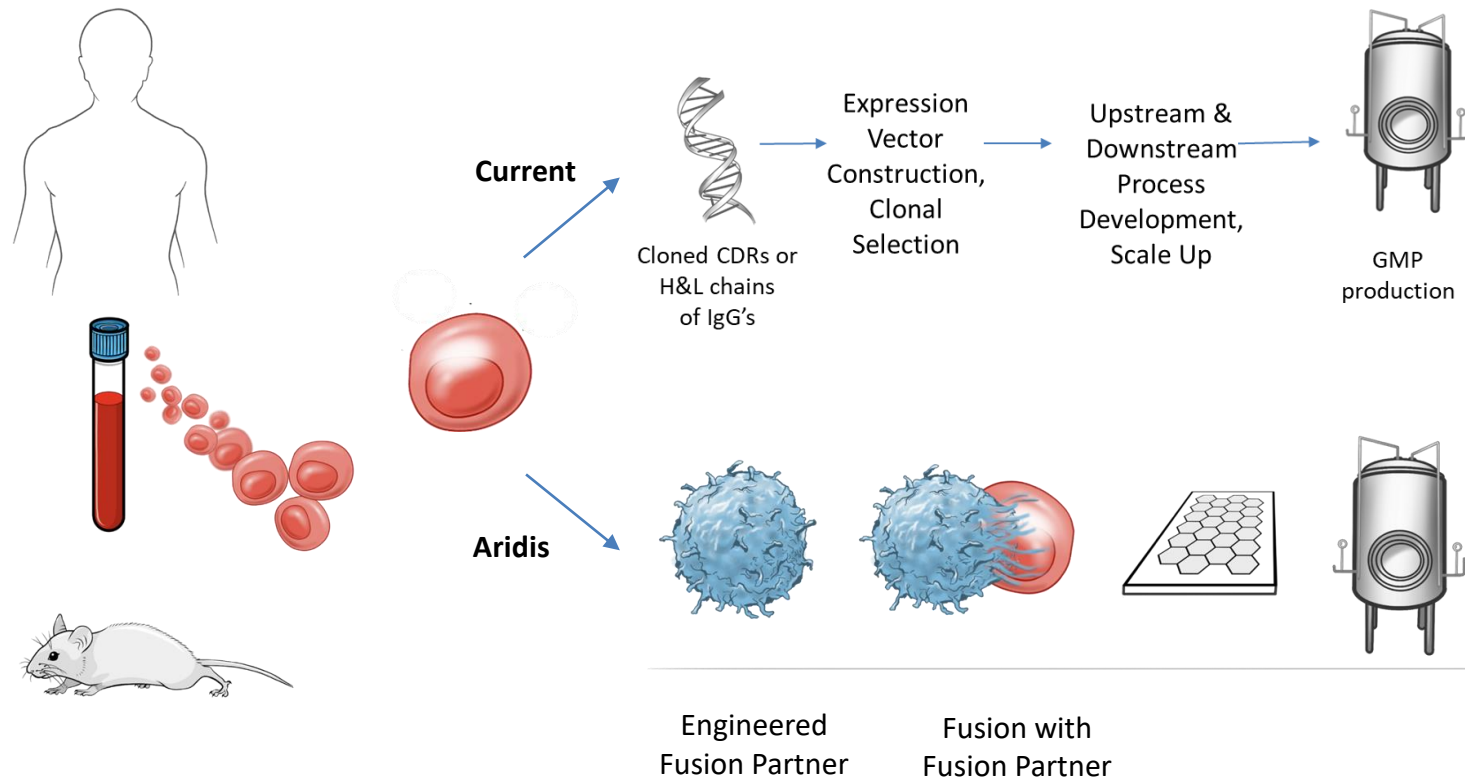 Current
Cloned CDRs or
H&L chains
of IgG's
Expression
Vector
Construction,
Clonal
Selection
Upstream &
Downstream
Process
Development,
Scale Up
GMP
production
Aridis
Engineered
Fusion Partner
Fusion with
Fusion Partner